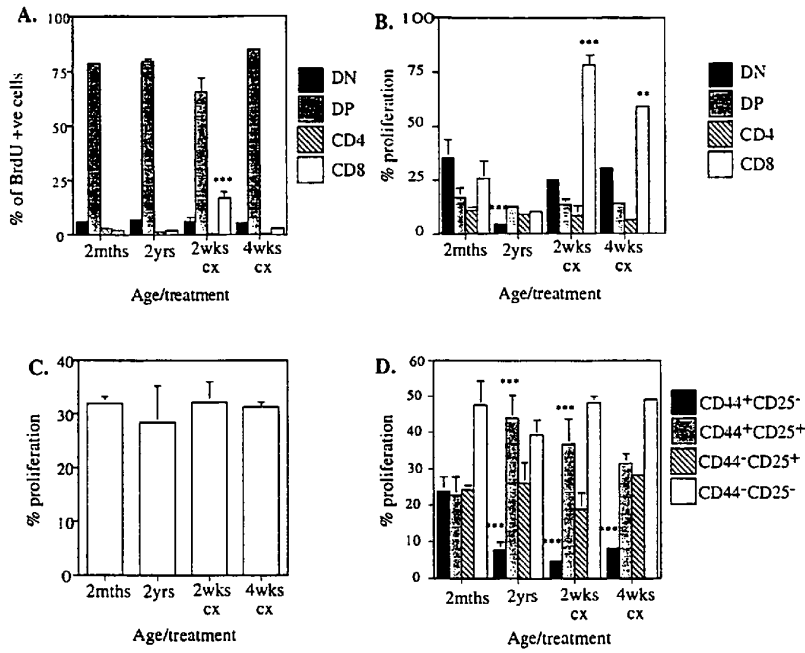 A.
100
75
50
25
0
% of BrdU +ve cells
***
2mths 2yrs 2wks cx 4wks cx
Age/treatment
DN
DP
CD4
CD8
B.
100
75
50
25
0
% proliferation
***
***
**
2mths 2yrs 2wks cx 4wks cx
Age/treatment
DN
DP
CD4
CD8
C.
40
30
20
10
0
% proliferation
2mths 2yrs 2wks cx 4wks cx
Age/treatment
D.
60
50
40
30
20
10
0
% proliferation
***
***
***
***
***
2mths 2yrs 2wks cx 4wks cx
Age/treatment
CD44+CD25-
CD44+CD25+
CD44-CD25+
CD44-CD25-